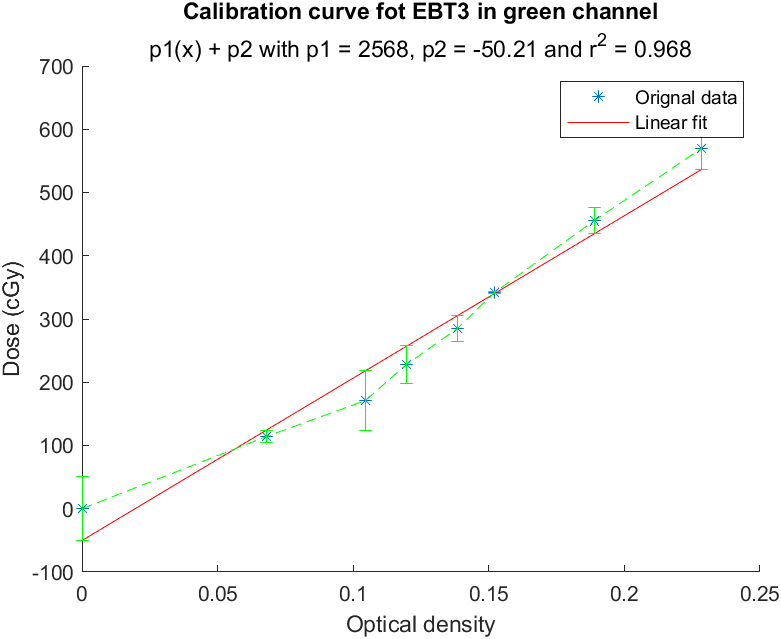 Calibration curve fot EBT3 in green channel
p1(x) + p2 with p1 = 2568, p2 = -50.21 and r² = 0.968
700
600
500
400
300
200
100
0
-100
Dose (cGy)
Orignal data
Linear fit
0
0.05
0.1
0.15
0.2
0.25
Optical density